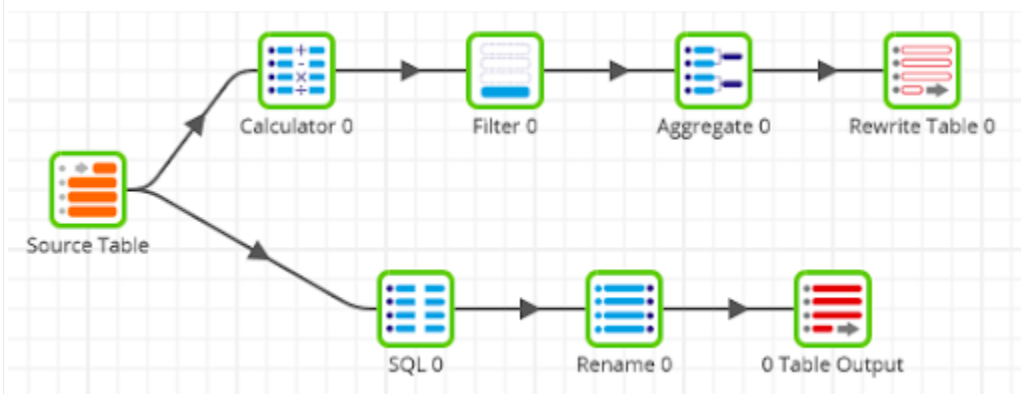 Calculator 0
Filter 0
Aggregate 0
Rewrite Table 0
Source Table
SQL 0
Rename 0
0 Table Output